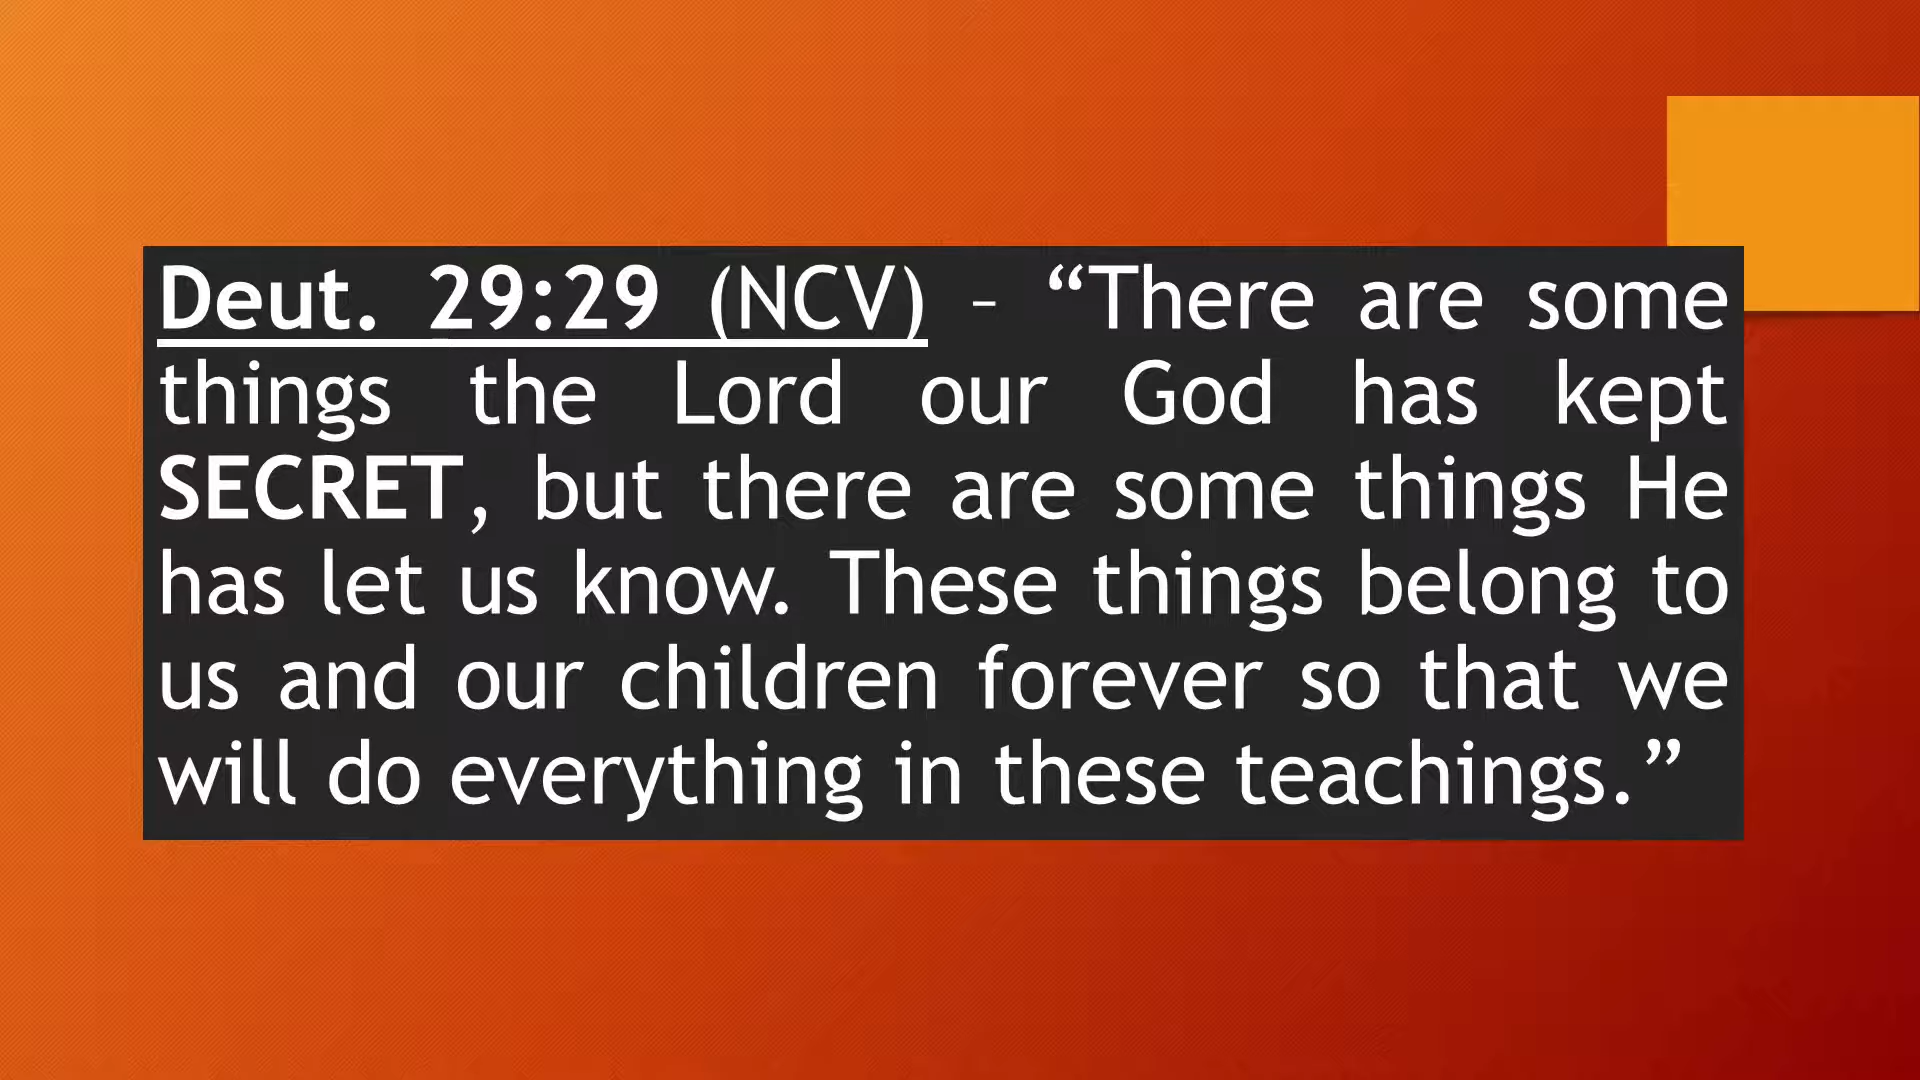 Deut. 29:29 (NCV) – “There are some
things the Lord our God has kept
SECRET, but there are some things He
has let us know. These things belong to
us and our children forever so that we
will do everything in these teachings.”